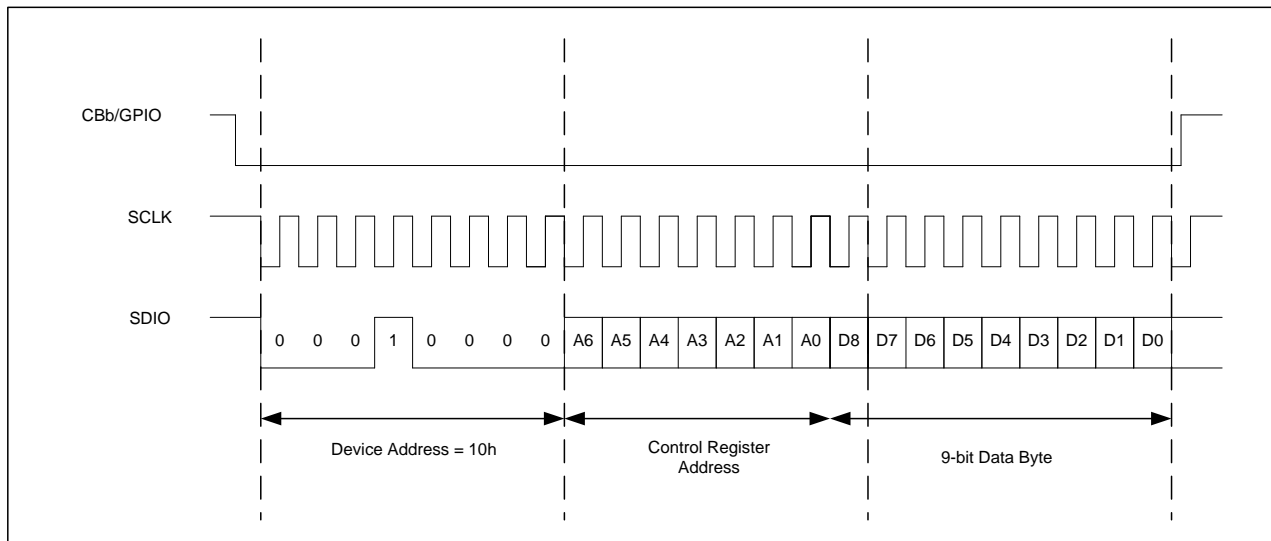 CBb/GPIO
SCLK
SDIO
0 0 0 1 0 0 0 0 A6 A5 A4 A3 A2 A1 A0 D8 D7 D6 D5 D4 D3 D2 D1 D0
Device Address = 10h
Control Register
Address
9-bit Data Byte